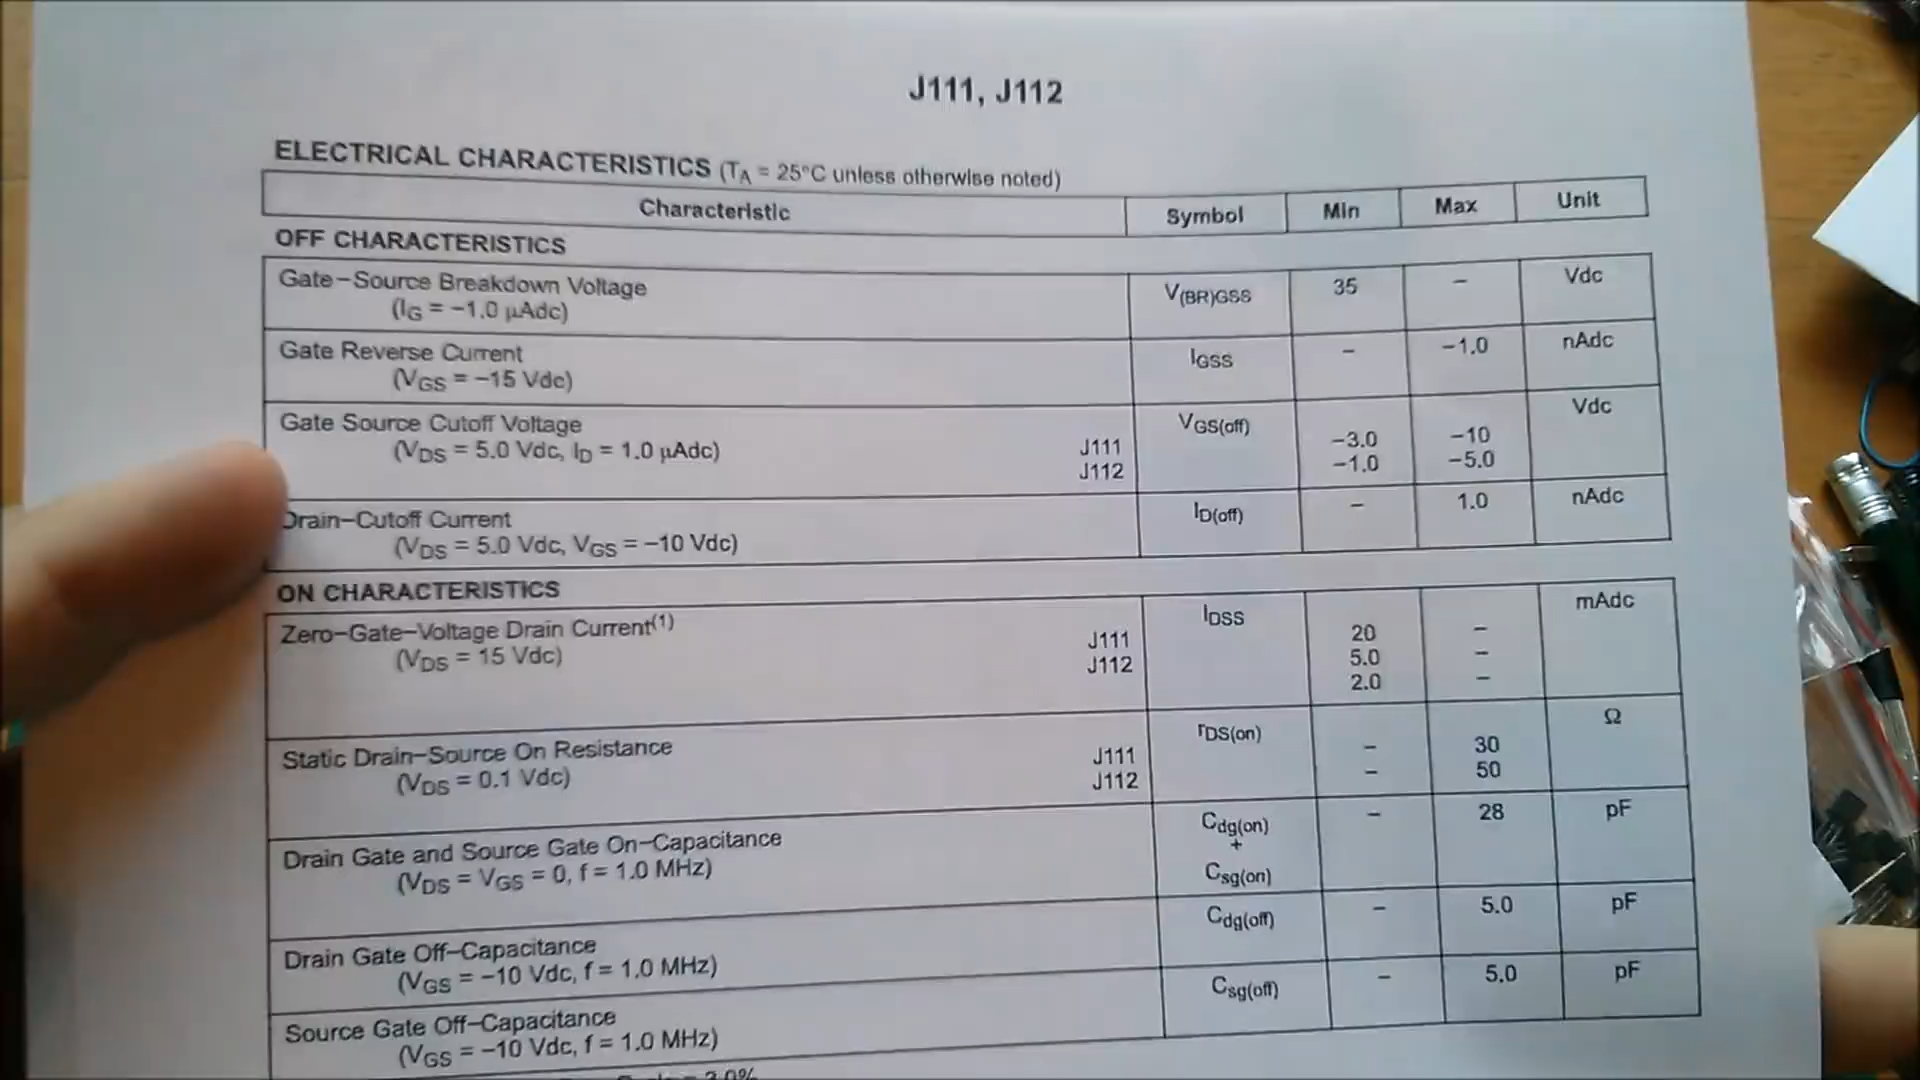 J111, J112
ELECTRICAL CHARACTERISTICS (TA = 25°C unless otherwise noted)
Characteristic Symbol Min Max Unit
OFF CHARACTERISTICS
Gate–Source Breakdown Voltage V(BR)GSS 35 – Vdc
(IG = –1.0 µAdc)
Gate Reverse Current IGSS – –1.0 nAdc
(VGS = –15 Vdc)
Gate Source Cutoff Voltage VGS(off) Vdc
(VDS = 5.0 Vdc, ID = 1.0 µAdc) J111 –3.0 –10
J112 –1.0 –5.0
Drain–Cutoff Current ID(off) – 1.0 nAdc
(VDS = 5.0 Vdc, VGS = –10 Vdc)
ON CHARACTERISTICS
Zero–Gate–Voltage Drain Current(1) IDSS mAdc
(VDS = 15 Vdc) J111 20 –
J112 5.0 –
2.0 –
Static Drain–Source On Resistance rDS(on) Ω
(VDS = 0.1 Vdc) J111 – 30
J112 – 50
Drain Gate and Source Gate On–Capacitance Cdg(on) – 28 pF
(VDS = VGS = 0, f = 1.0 MHz) +
Csg(on)
Drain Gate Off–Capacitance Cdg(off) – 5.0 pF
(VGS = –10 Vdc, f = 1.0 MHz)
Source Gate Off–Capacitance Csg(off) – 5.0 pF
(VGS = –10 Vdc, f = 1.0 MHz)